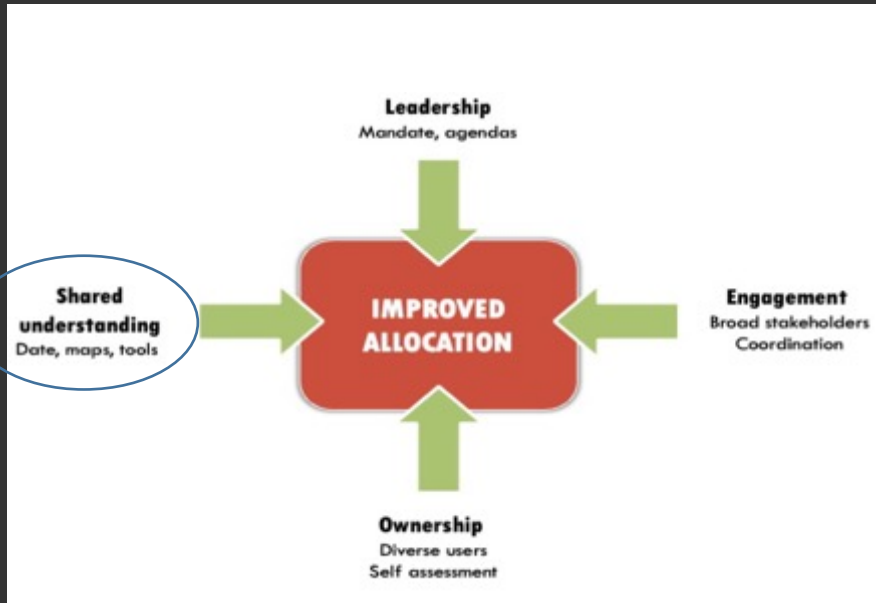 Leadership
Mandate, agendas
Shared
understanding
Date, maps, tools
IMPROVED
ALLOCATION
Engagement
Broad stakeholders
Coordination
Ownership
Diverse users
Self assessment